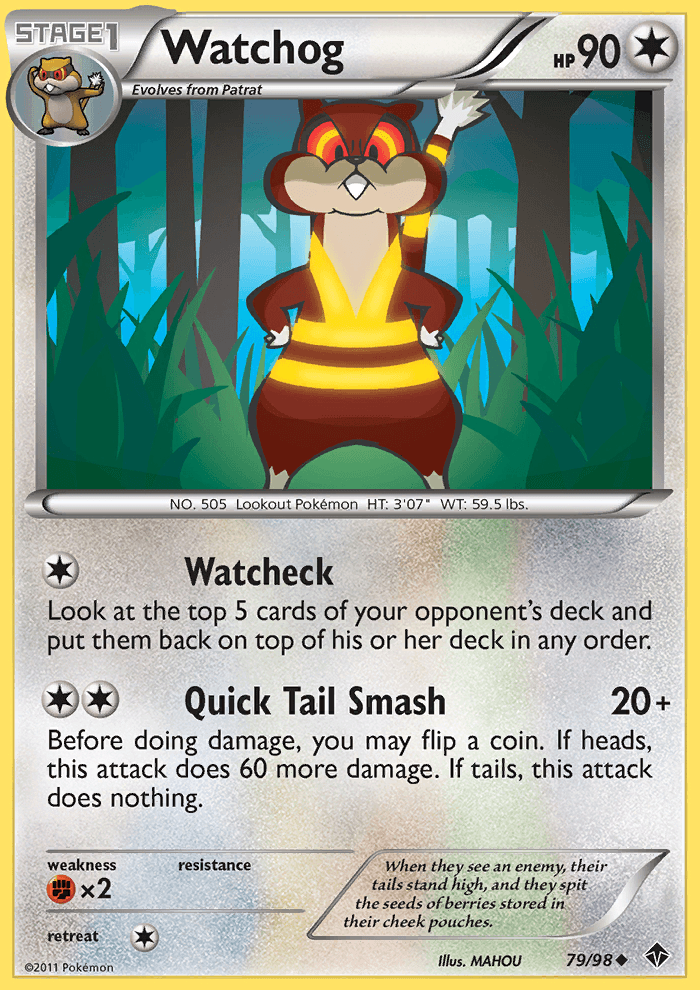 STAGE1
Watchog
HP 90
Evolves from Patrat
NO. 505 Lookout Pokémon HT: 3'07" WT: 59.5 lbs.
Watcheck
Look at the top 5 cards of your opponent's deck and
put them back on top of his or her deck in any order.
Quick Tail Smash 20+
Before doing damage, you may flip a coin. If heads,
this attack does 60 more damage. If tails, this attack
does nothing.
weakness resistance
×2
When they see an enemy, their
tails stand high, and they spit
the seeds of berries stored in
their cheek pouches.
retreat
©2011 Pokémon
Illus. MAHOU 79/98